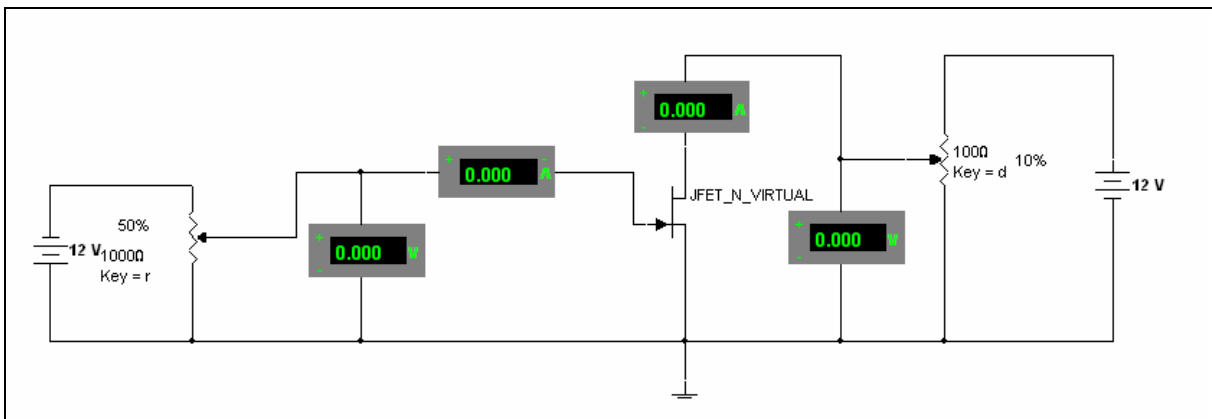 50%
12 V
1000Ω
Key = r
+
-
0.000
V
+ -
0.000 A
+
-
0.000 A
JFET_N_VIRTUAL
+
-
0.000
V
100Ω
10%
Key = d
12 V